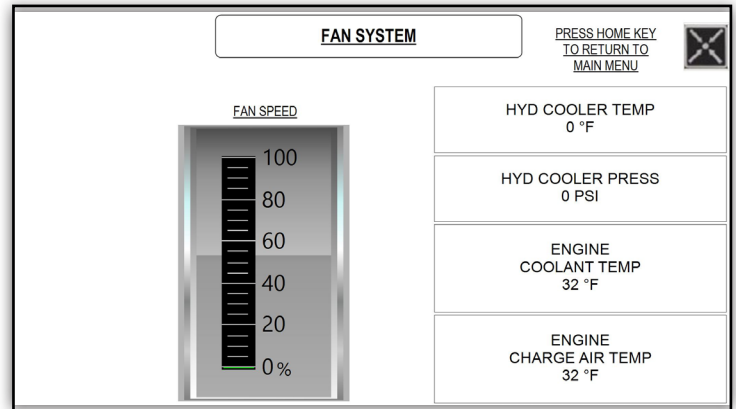 FAN SYSTEM
PRESS HOME KEY
TO RETURN TO
MAIN MENU
FAN SPEED
100
80
60
40
20
0 %
HYD COOLER TEMP
0 °F
HYD COOLER PRESS
0 PSI
ENGINE
COOLANT TEMP
32 °F
ENGINE
CHARGE AIR TEMP
32 °F